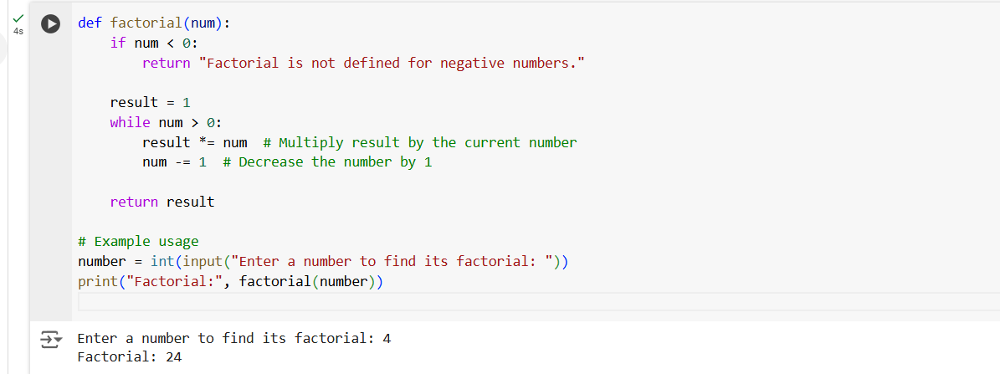 4s
def factorial(num):
    if num < 0:
        return "Factorial is not defined for negative numbers."
    result = 1
    while num > 0:
        result *= num  # Multiply result by the current number
        num -= 1  # Decrease the number by 1
    return result
# Example usage
number = int(input("Enter a number to find its factorial: "))
print("Factorial:", factorial(number))
Enter a number to find its factorial: 4
Factorial: 24